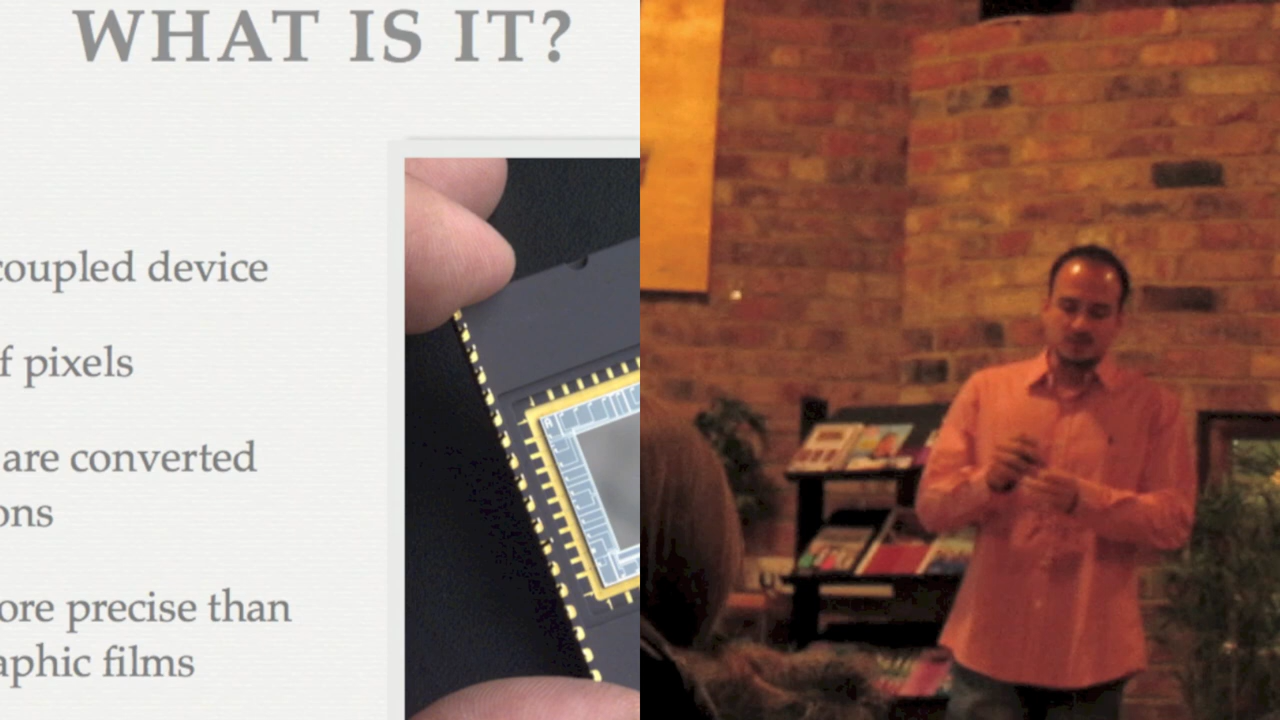 WHAT IS IT?
coupled device
f pixels
are converted
ons
ore precise than
aphic films